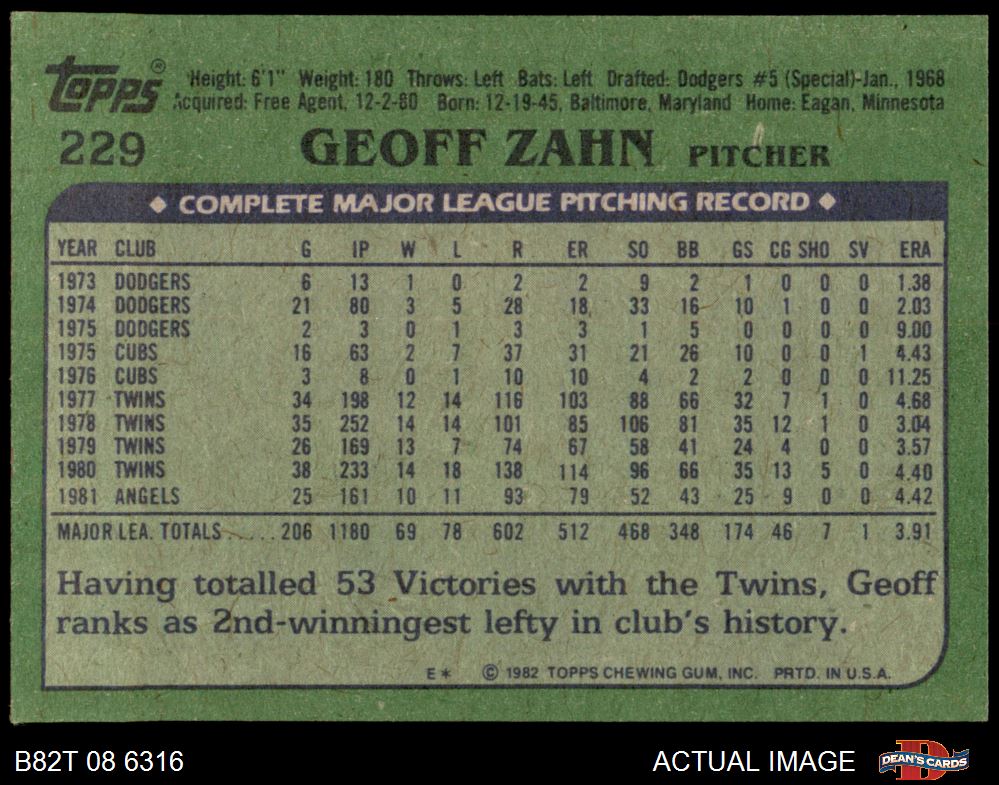 TOPPS® Height: 6'1" Weight: 180 Throws: Left Bats: Left Drafted: Dodgers #5 (Special)-Jan., 1968
Acquired: Free Agent, 12-2-80 Born: 12-19-45, Baltimore, Maryland Home: Eagan, Minnesota
229 GEOFF ZAHN PITCHER
◆ COMPLETE MAJOR LEAGUE PITCHING RECORD ◆
YEAR CLUB G IP W L R ER SO BB GS CG SHO SV ERA
1973 DODGERS 6 13 1 0 2 2 9 2 1 0 0 0 1.38
1974 DODGERS 21 80 3 5 28 18 33 16 10 1 0 0 2.03
1975 DODGERS 2 3 0 1 3 3 1 5 0 0 0 0 9.00
1975 CUBS 16 63 2 7 37 31 21 26 10 0 0 1 4.43
1976 CUBS 3 8 0 1 10 10 4 2 2 0 0 0 11.25
1977 TWINS 34 198 12 14 116 103 88 66 32 7 1 0 4.68
1978 TWINS 35 252 14 14 101 85 106 81 35 12 1 0 3.04
1979 TWINS 26 169 13 7 74 67 58 41 24 4 0 0 3.57
1980 TWINS 38 233 14 18 138 114 96 66 35 13 5 0 4.40
1981 ANGELS 25 161 10 11 93 79 52 43 25 9 0 0 4.42
MAJOR LEA. TOTALS ..... 206 1180 69 78 602 512 468 348 174 46 7 1 3.91
Having totalled 53 Victories with the Twins, Geoff
ranks as 2nd-winningest lefty in club's history.
E* © 1982 TOPPS CHEWING GUM, INC. PRTD. IN U.S.A.
B82T 08 6316 ACTUAL IMAGE DEAN'S CARDS